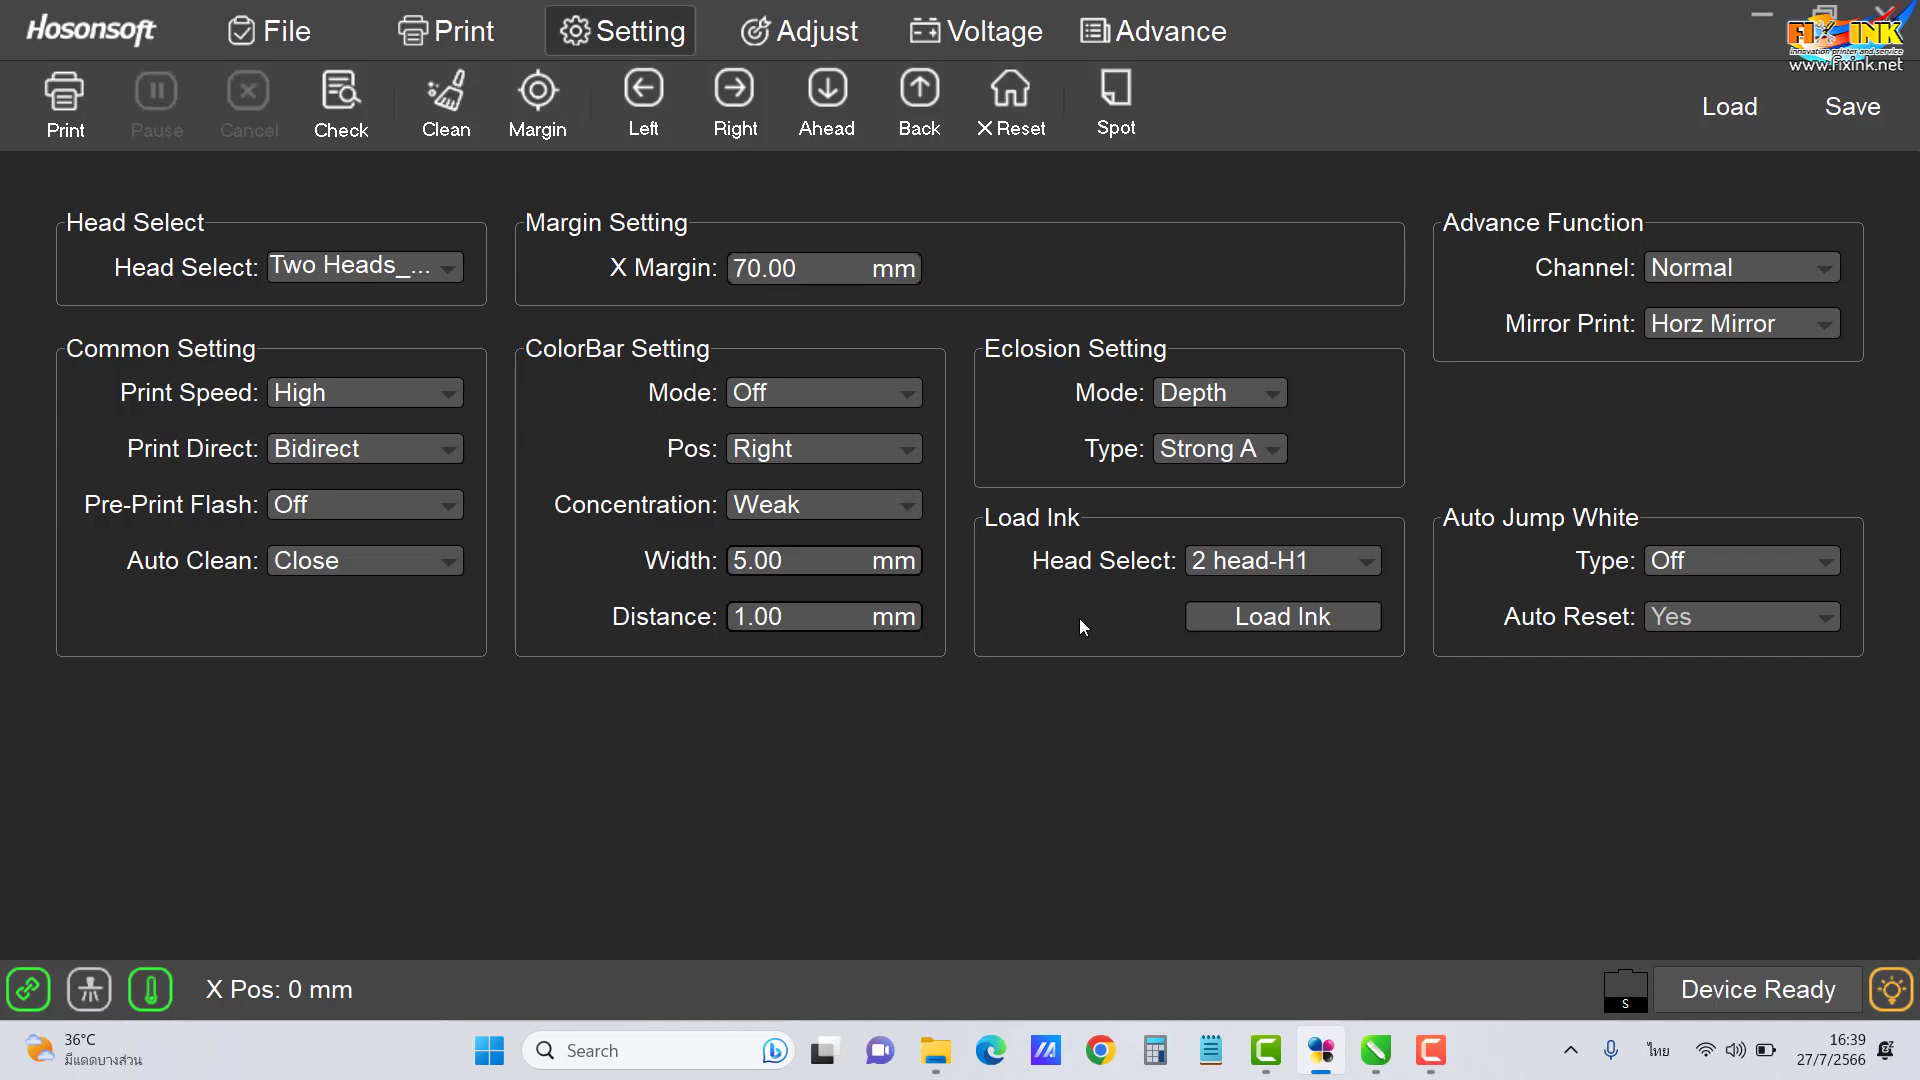 Hosonsoft
File
Print
Setting
Adjust
Voltage
Advance
FIX INK
Innovation printer and service
www.fixink.net
Print
Pause
Cancel
Check
Clean
Margin
Left
Right
Ahead
Back
X Reset
Spot
Load
Save
Head Select
Head Select: Two Heads_...
Margin Setting
X Margin: 70.00 mm
Advance Function
Channel: Normal
Mirror Print: Horz Mirror
Common Setting
Print Speed: High
Print Direct: Bidirect
Pre-Print Flash: Off
Auto Clean: Close
ColorBar Setting
Mode: Off
Pos: Right
Concentration: Weak
Width: 5.00 mm
Distance: 1.00 mm
Eclosion Setting
Mode: Depth
Type: Strong A
Load Ink
Head Select: 2 head-H1
Load Ink
Auto Jump White
Type: Off
Auto Reset: Yes
X Pos: 0 mm
S
Device Ready
36°C
มีแดดบางส่วน
Search
ไทย
16:39
27/7/2566